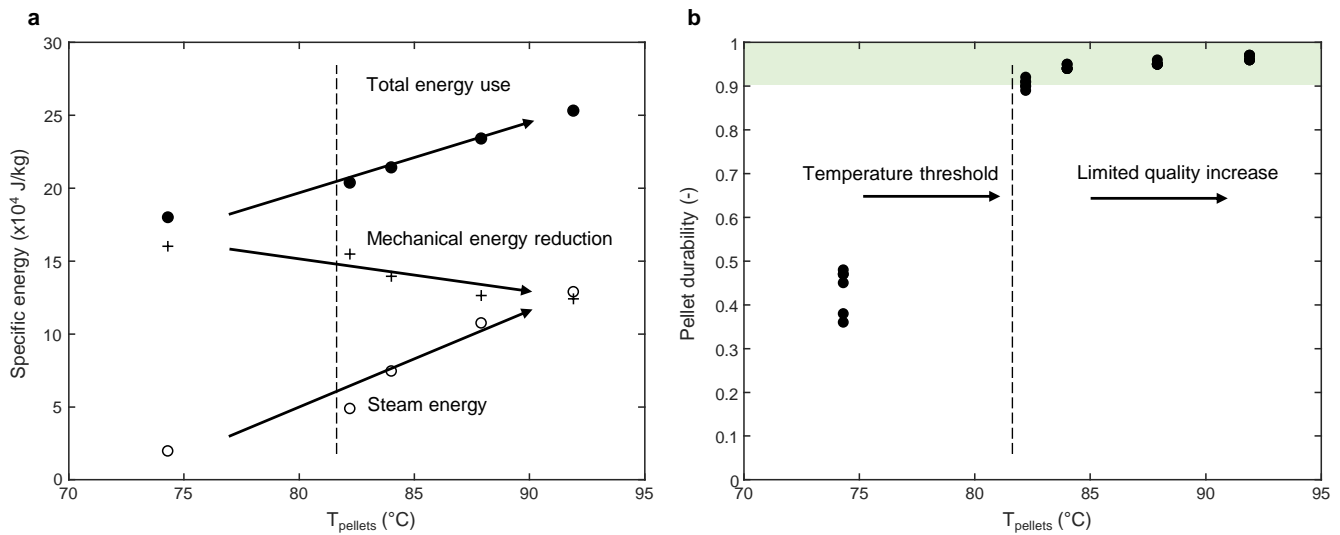 a
30
25
20
15
10
5
0
Specific energy (x10⁴ J/kg)
Total energy use
Mechanical energy reduction
Steam energy
70 75 80 85 90 95
T_pellets (°C)
b
1
0.9
0.8
0.7
0.6
0.5
0.4
0.3
0.2
0.1
0
Pellet durability (-)
Temperature threshold
Limited quality increase
70 75 80 85 90 95
T_pellets (°C)